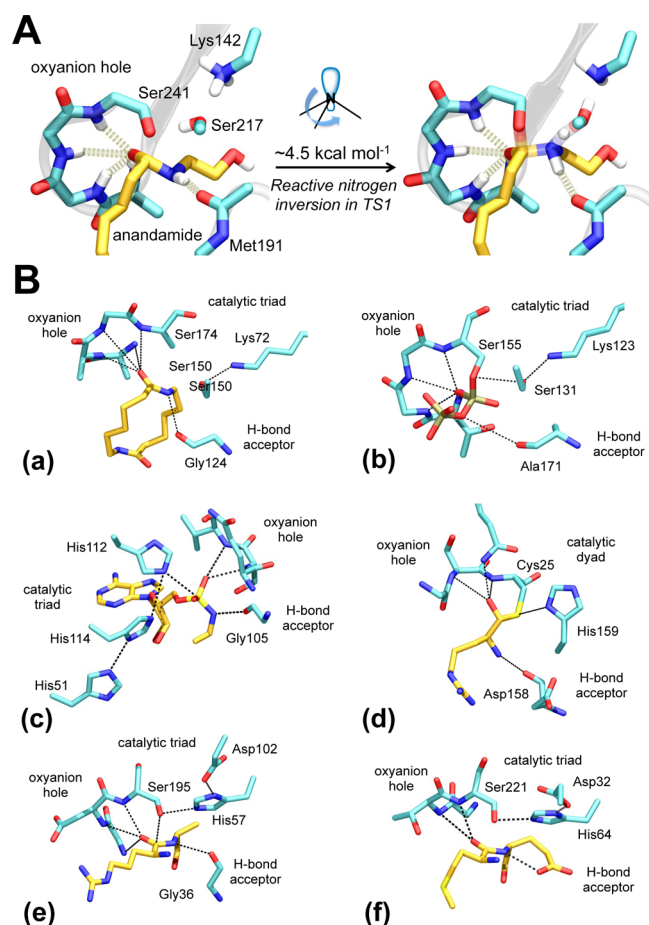 A
Lys142
oxyanion hole
Ser241
Ser217
N
~4.5 kcal mol⁻¹
Reactive nitrogen
inversion in TS1
anandamide
Met191
B
oxyanion
hole
catalytic triad
Ser174
Lys72
Ser150
Ser150
H-bond
acceptor
Gly124
(a)
oxyanion
hole
catalytic triad
Ser155
Lys123
Ser131
H-bond
acceptor
Ala171
(b)
His112
oxyanion
hole
catalytic
triad
H-bond
acceptor
Gly105
His114
His51
(c)
oxyanion
hole
catalytic
dyad
Cys25
His159
H-bond
acceptor
Asp158
(d)
catalytic triad
Asp102
oxyanion
hole
Ser195
His57
H-bond
acceptor
Gly36
(e)
catalytic triad
oxyanion
hole
Ser221
Asp32
His64
H-bond
acceptor
(f)